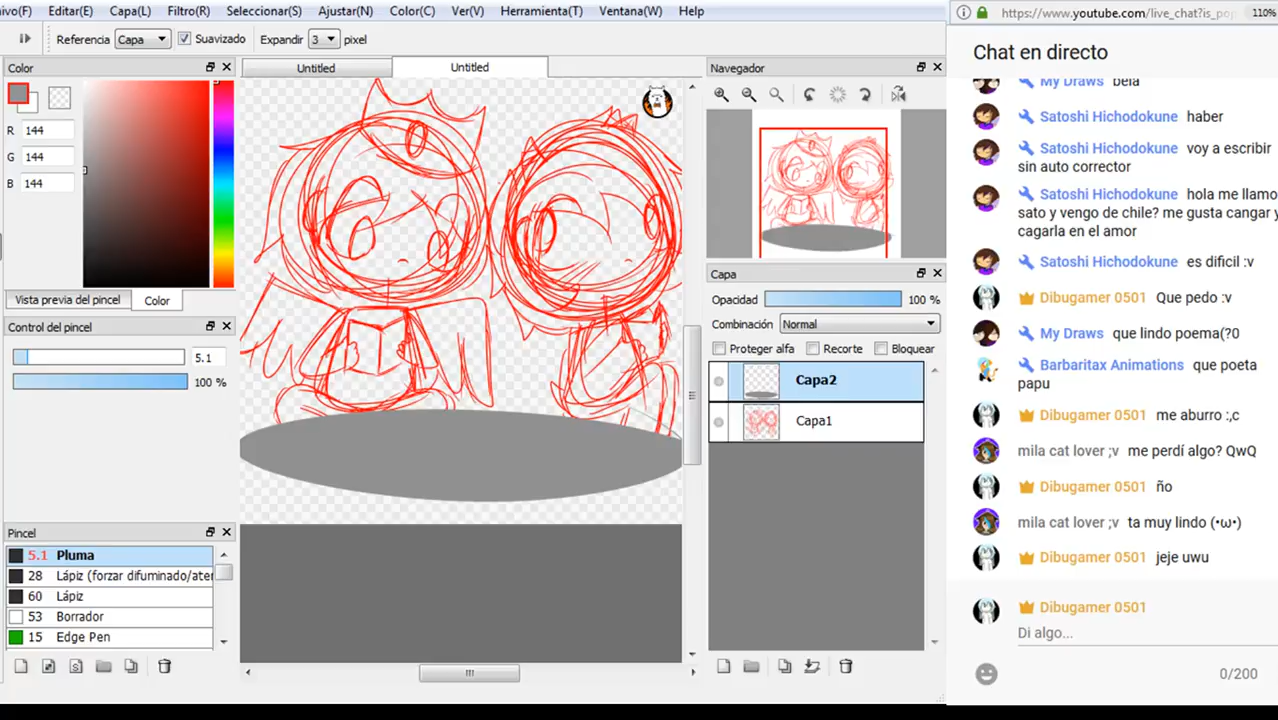 ivo(F) Editar(E) Capa(L) Filtro(R) Seleccionar(S) Ajustar(N) Color(C) Ver(V) Herramienta(T) Ventana(W) Help
Referencia Capa Suavizado Expandir 3 pixel
Color
Untitled Untitled
R 144
G 144
B 144
Vista previa del pincel Color
Control del pincel
5.1
100 %
Pincel
5.1 Pluma
28 Lápiz (forzar difuminado/ater
60 Lápiz
53 Borrador
15 Edge Pen
Navegador
Capa
Opacidad 100 %
Combinación Normal
Proteger alfa Recorte Bloquear
Capa2
Capa1
https://www.youtube.com/live_chat?is_po 110%
Chat en directo
My Draws bela
Satoshi Hichodokune haber
Satoshi Hichodokune voy a escribir
sin auto corrector
Satoshi Hichodokune hola me llamo
sato y vengo de chile? me gusta cangar y
cagarla en el amor
Satoshi Hichodokune es dificil :v
Dibugamer 0501 Que pedo :v
My Draws que lindo poema(?0
Barbaritax Animations que poeta
papu
Dibugamer 0501 me aburro :,c
mila cat lover ;v me perdí algo? QwQ
Dibugamer 0501 ño
mila cat lover ;v ta muy lindo (•ω•)
Dibugamer 0501 jeje uwu
Dibugamer 0501
Di algo...
0/200